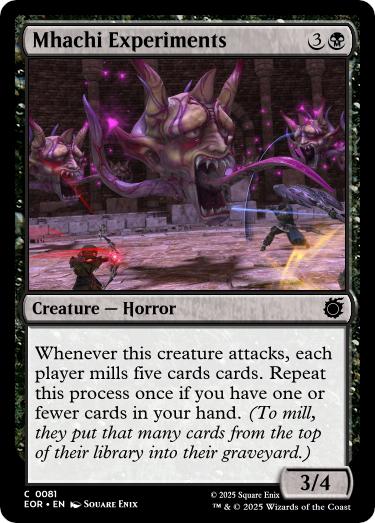 Mhachi Experiments 3
Creature — Horror
Whenever this creature attacks, each
player mills five cards cards. Repeat
this process once if you have one or
fewer cards in your hand. (To mill,
they put that many cards from the top
of their library into their graveyard.)
3/4
C 0081
EOR • EN Square Enix
© 2025 Square Enix
™ & © 2025 Wizards of the Coast